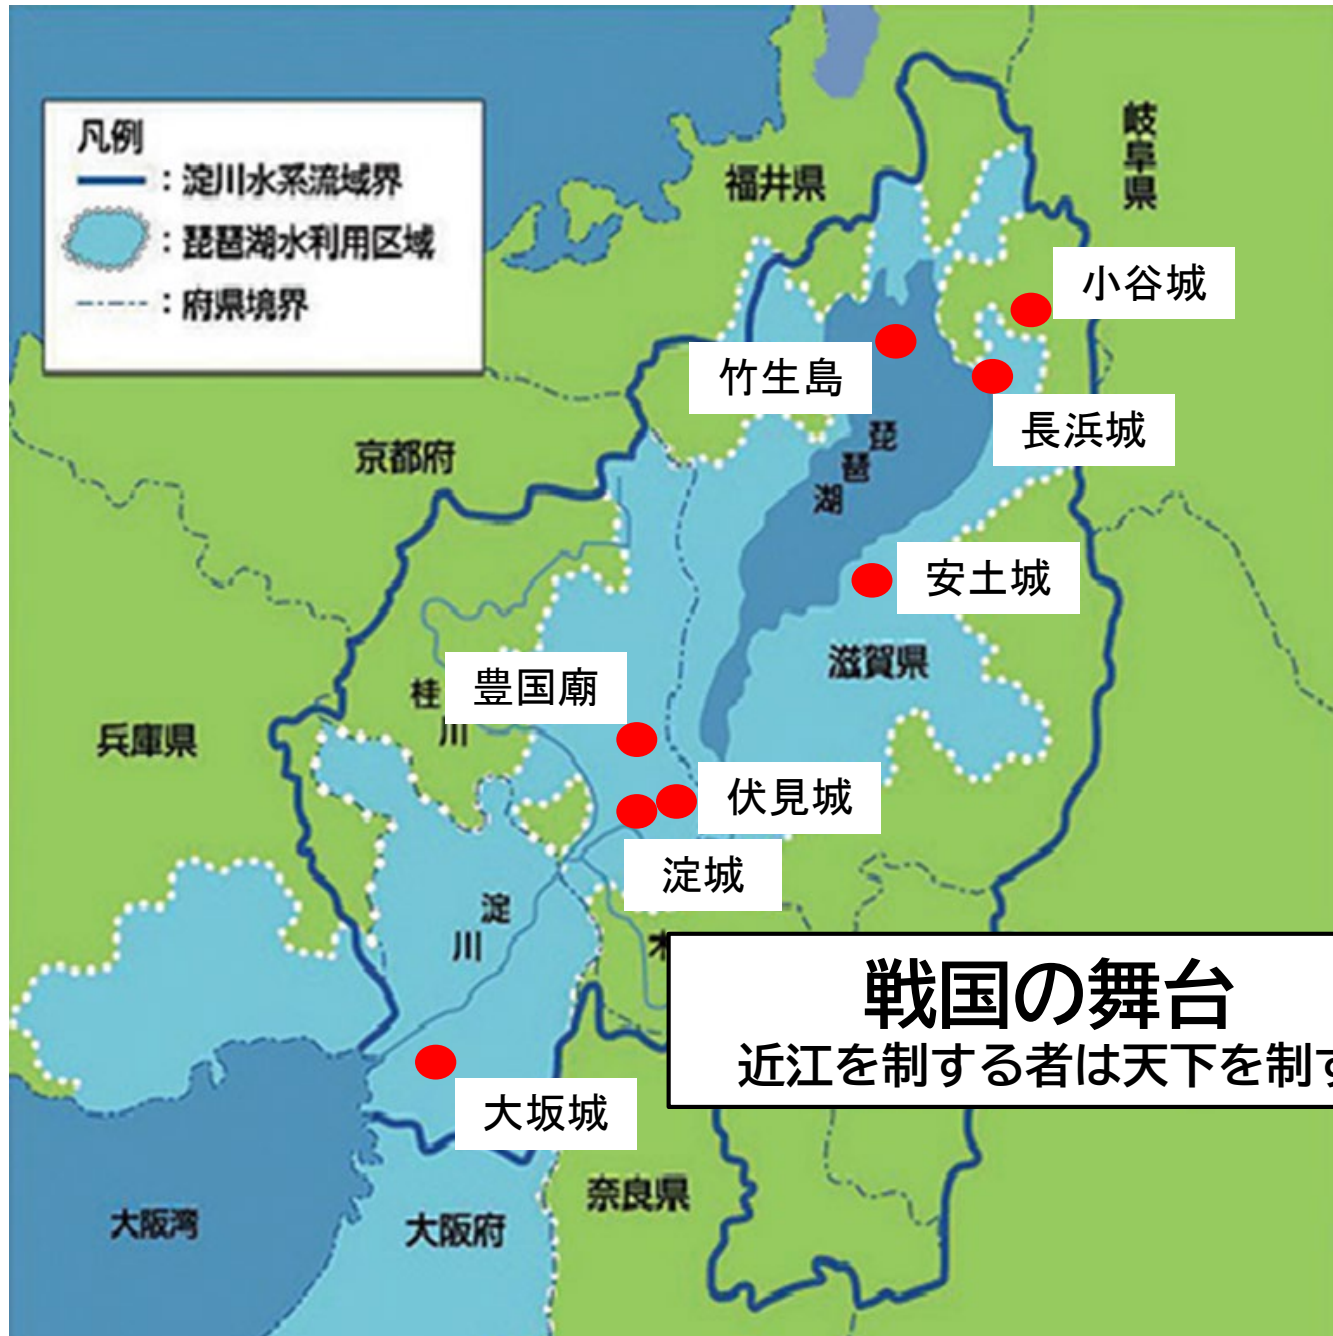 凡例
：淀川水系流域界
：琵琶湖水利用区域
：府県境界
福井県
岐阜県
小谷城
竹生島
長浜城
京都府
琵琶湖
安土城
滋賀県
豊国廟
桂川
兵庫県
伏見城
淀城
淀川
木
戦国の舞台
近江を制する者は天下を制す
大坂城
奈良県
大阪湾
大阪府